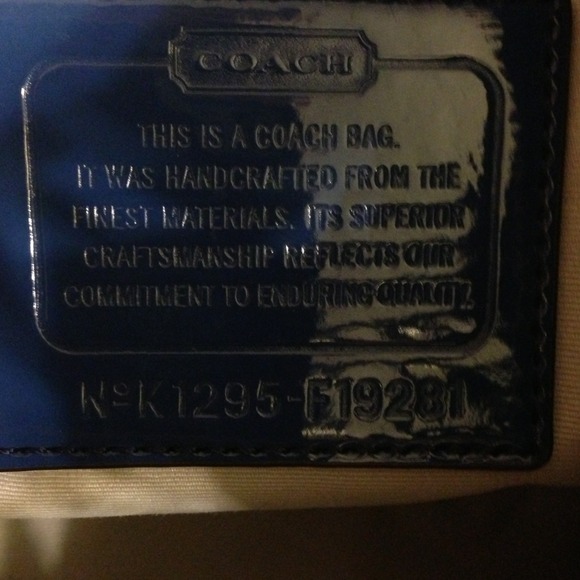 COACH
THIS IS A COACH BAG.
IT WAS HANDCRAFTED FROM THE
FINEST MATERIALS. ITS SUPERIOR
CRAFTSMANSHIP REFLECTS OUR
COMMITMENT TO ENDURING QUALITY.
NºK1295-F19281